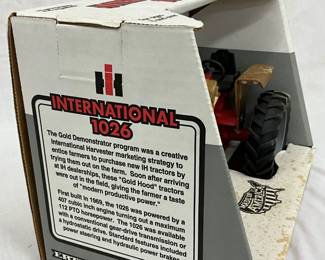 INTERNATIONAL
1026
The Gold Demonstrator program was a creative
International Harvester marketing strategy to
entice farmers to purchase new IH tractors by
trying them out on the farm. Soon after arriving
at IH dealerships, these "Gold Hood" tractors
were out in the field, giving the farmer a taste
of "modern productive power."
First built in 1969, the 1026 was powered by a
407 cubic inch engine turning out a maximum
112 PTO horsepower. The 1026 was available
with a conventional gear-drive transmission or
a hydrostatic drive. Standard features included
power steering and hydraulic power brakes.